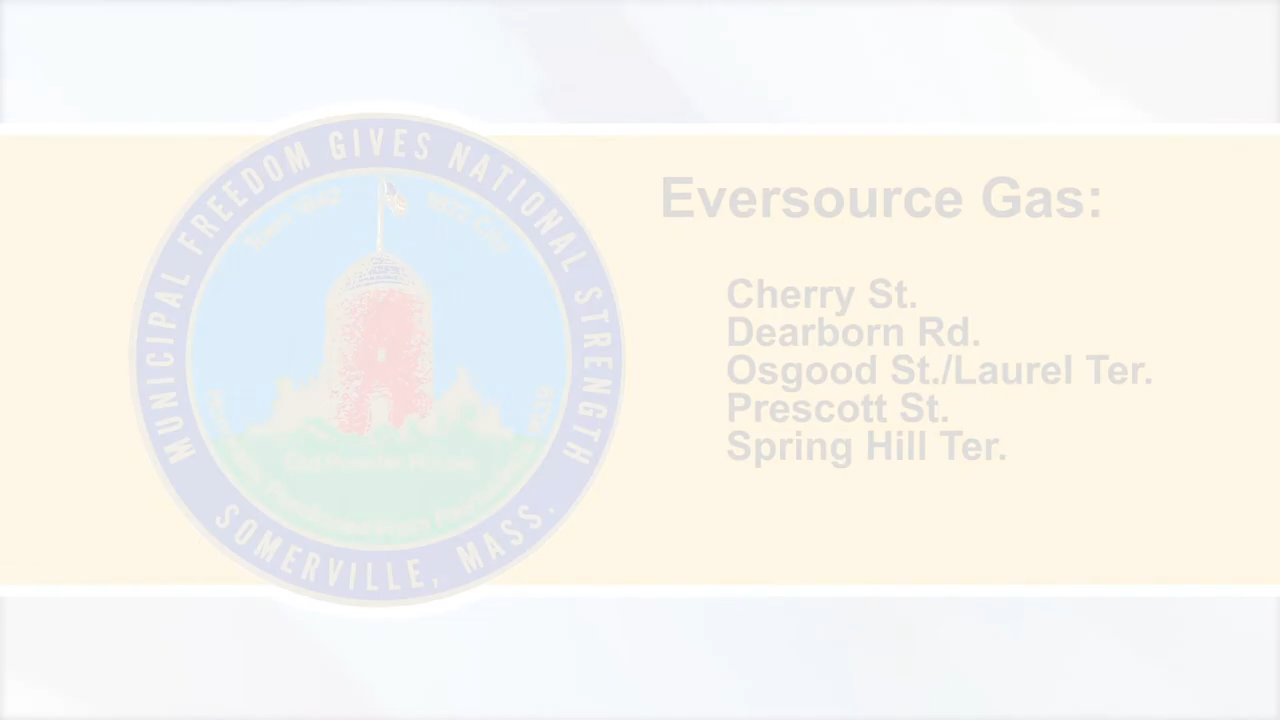 MUNICIPAL FREEDOM GIVES NATIONAL STRENGTH
SOMERVILLE, MASS.
Eversource Gas:
Cherry St.
Dearborn Rd.
Osgood St./Laurel Ter.
Prescott St.
Spring Hill Ter.